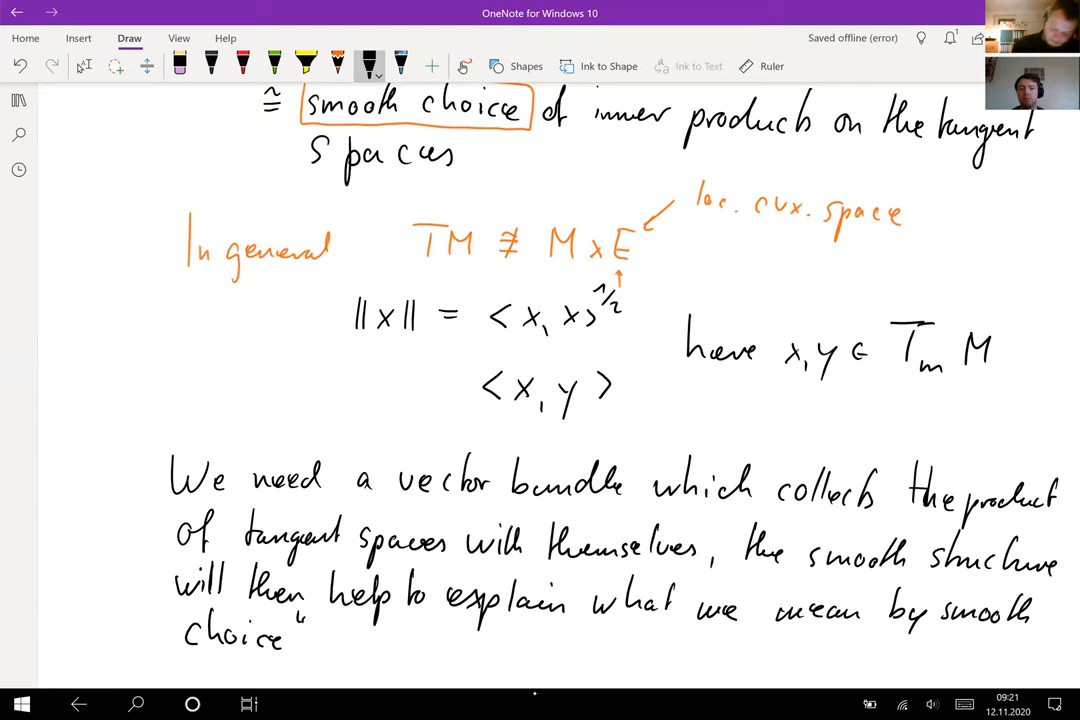 OneNote for Windows 10
Home Insert Draw View Help Saved offline (error)
Shapes Ink to Shape Ink to Text Ruler
≅ smooth choice of inner products on the tangent
spaces
loc. cvx. space
In general TM ≇ M x E
||x|| = <x, x>^1/2
have x, y ∈ T_m M
<x, y>
We need a vector bundle which collects the product
of tangent spaces with themselves, the smooth structure
will then help to explain what we mean by smooth
choice"
09:21
12.11.2020